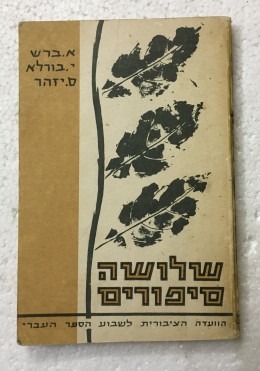 א. ברש
י. בורלא
ס. יזהר
שלושה
סיפורים
הוועדה הציבורית לשבוע הספר העברי